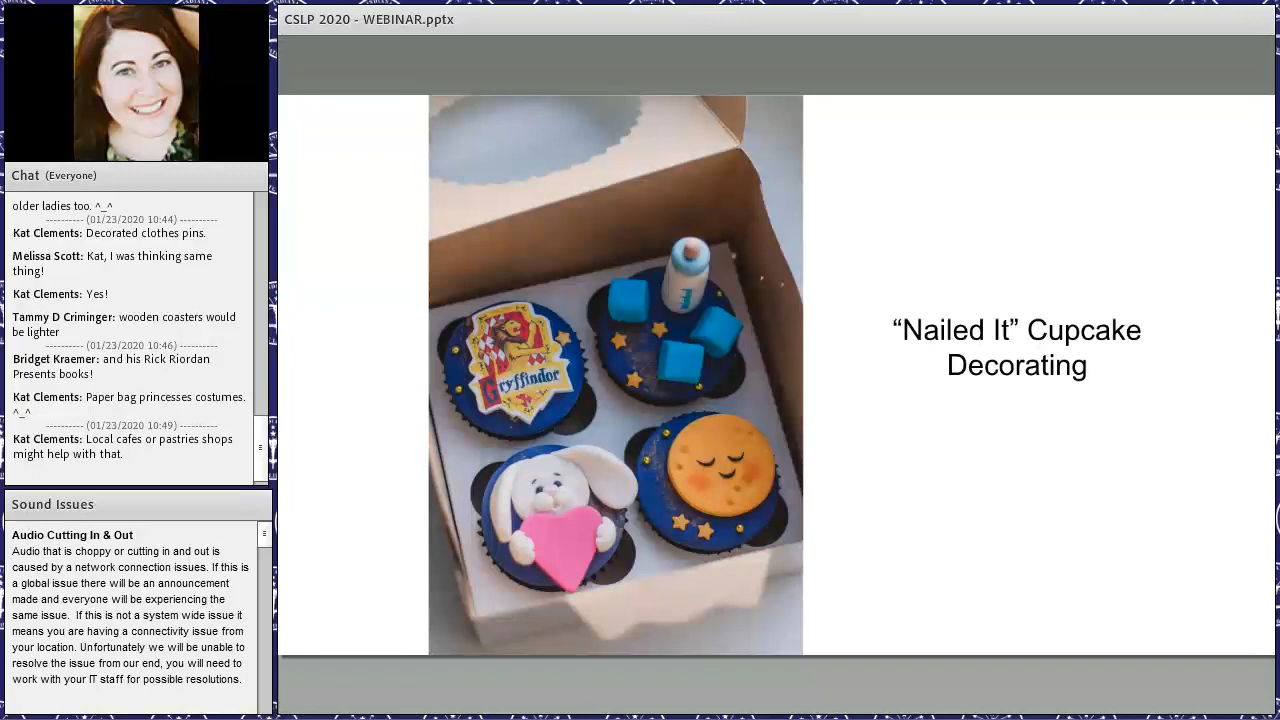 CSLP 2020 - WEBINAR.pptx
Chat (Everyone)
older ladies too. ^_^
---------- (01/23/2020 10:44) ----------
Kat Clements: Decorated clothes pins.
Melissa Scott: Kat, I was thinking same
thing!
Kat Clements: Yes!
Tammy D Criminger: wooden coasters would
be lighter
---------- (01/23/2020 10:46) ----------
Bridget Kraemer: and his Rick Riordan
Presents books!
Kat Clements: Paper bag princesses costumes.
^_^
---------- (01/23/2020 10:49) ----------
Kat Clements: Local cafes or pastries shops
might help with that.
Sound Issues
Audio Cutting In & Out
Audio that is choppy or cutting in and out is
caused by a network connection issues. If this is
a global issue there will be an announcement
made and everyone will be experiencing the
same issue.  If this is not a system wide issue it
means you are having a connectivity issue from
your location. Unfortunately we will be unable to
resolve the issue from our end, you will need to
work with your IT staff for possible resolutions.
Gryffindor
“Nailed It” Cupcake
Decorating